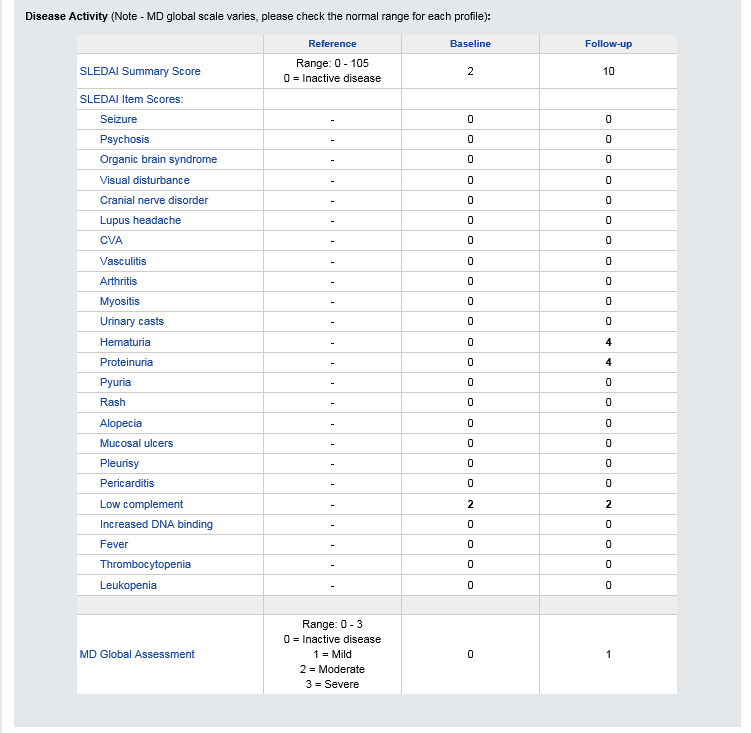 Disease Activity (Note - MD global scale varies, please check the normal range for each profile):
Reference Baseline Follow-up
SLEDAI Summary Score Range: 0 - 105 2 10
0 = Inactive disease
SLEDAI Item Scores:
Seizure - 0 0
Psychosis - 0 0
Organic brain syndrome - 0 0
Visual disturbance - 0 0
Cranial nerve disorder - 0 0
Lupus headache - 0 0
CVA - 0 0
Vasculitis - 0 0
Arthritis - 0 0
Myositis - 0 0
Urinary casts - 0 0
Hematuria - 0 4
Proteinuria - 0 4
Pyuria - 0 0
Rash - 0 0
Alopecia - 0 0
Mucosal ulcers - 0 0
Pleurisy - 0 0
Pericarditis - 0 0
Low complement - 2 2
Increased DNA binding - 0 0
Fever - 0 0
Thrombocytopenia - 0 0
Leukopenia - 0 0
Range: 0 - 3
0 = Inactive disease
MD Global Assessment 1 = Mild 0 1
2 = Moderate
3 = Severe